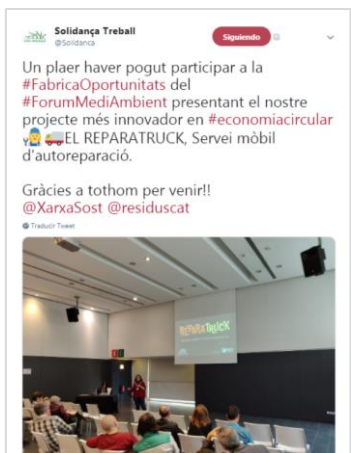 Solidança Treball
@Solidanca
Siguiendo
Un plaer haver pogut participar a la
#FabricaOportunitats del
#ForumMediAmbient presentant el nostre
projecte més innovador en #economiacircular
EL REPARATRUCK, Servei mòbil
d'autoreparació.
Gràcies a tothom per venir!!
@XarxaSost @residuscat
Traducir Tweet
REPARATRUCK